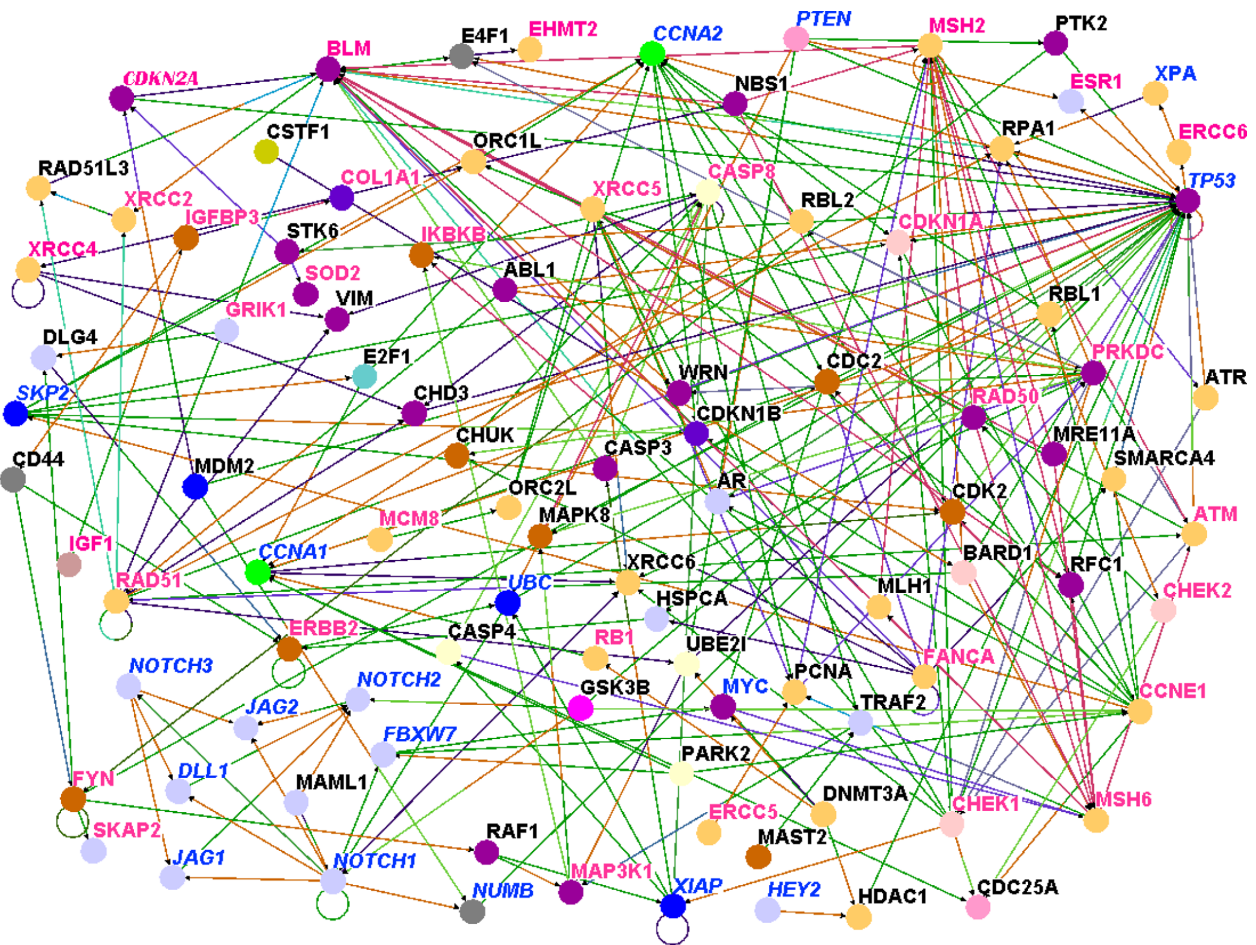 PTEN
MSH2
PTK2
E4F1
EHMT2
CCNA2
BLM
CDKN2A
NBS1
ESR1
XPA
CSTF1
ORC1L
RPA1
ERCC6
RAD51L3
COL1A1
CASP8
TP53
XRCC2
IGFBP3
XRCC5
RBL2
CDKN1A
XRCC4
STK6
IKBKB
SOD2
ABL1
GRIK1
VIM
RBL1
DLG4
E2F1
WRN
CDC2
PRKDC
SKP2
CHD3
CDKN1B
RAD50
ATR
CD44
MDM2
CHUK
CASP3
MRE11A
SMARCA4
ORC2L
AR
CDK2
MCM8
MAPK8
ATM
IGF1
CCNA1
XRCC6
BARD1
RFC1
RAD51
UBC
HSPCA
MLH1
CHEK2
ERBB2
CASP4
RB1
UBE2I
NOTCH3
NOTCH2
GSK3B
MYC
PCNA
FANCA
CCNE1
JAG2
FBXW7
TRAF2
FYN
DLL1
MAML1
PARK2
SKAP2
ERCC5
DNMT3A
CHEK1
MSH6
JAG1
NOTCH1
RAF1
MAST2
NUMB
MAP3K1
XIAP
HEY2
HDAC1
CDC25A